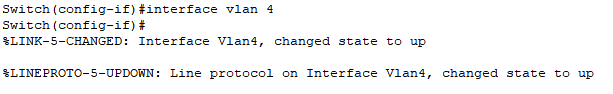 Switch(config-if)#interface vlan 4
Switch(config-if)#
%LINK-5-CHANGED: Interface Vlan4, changed state to up
%LINEPROTO-5-UPDOWN: Line protocol on Interface Vlan4, changed state to up